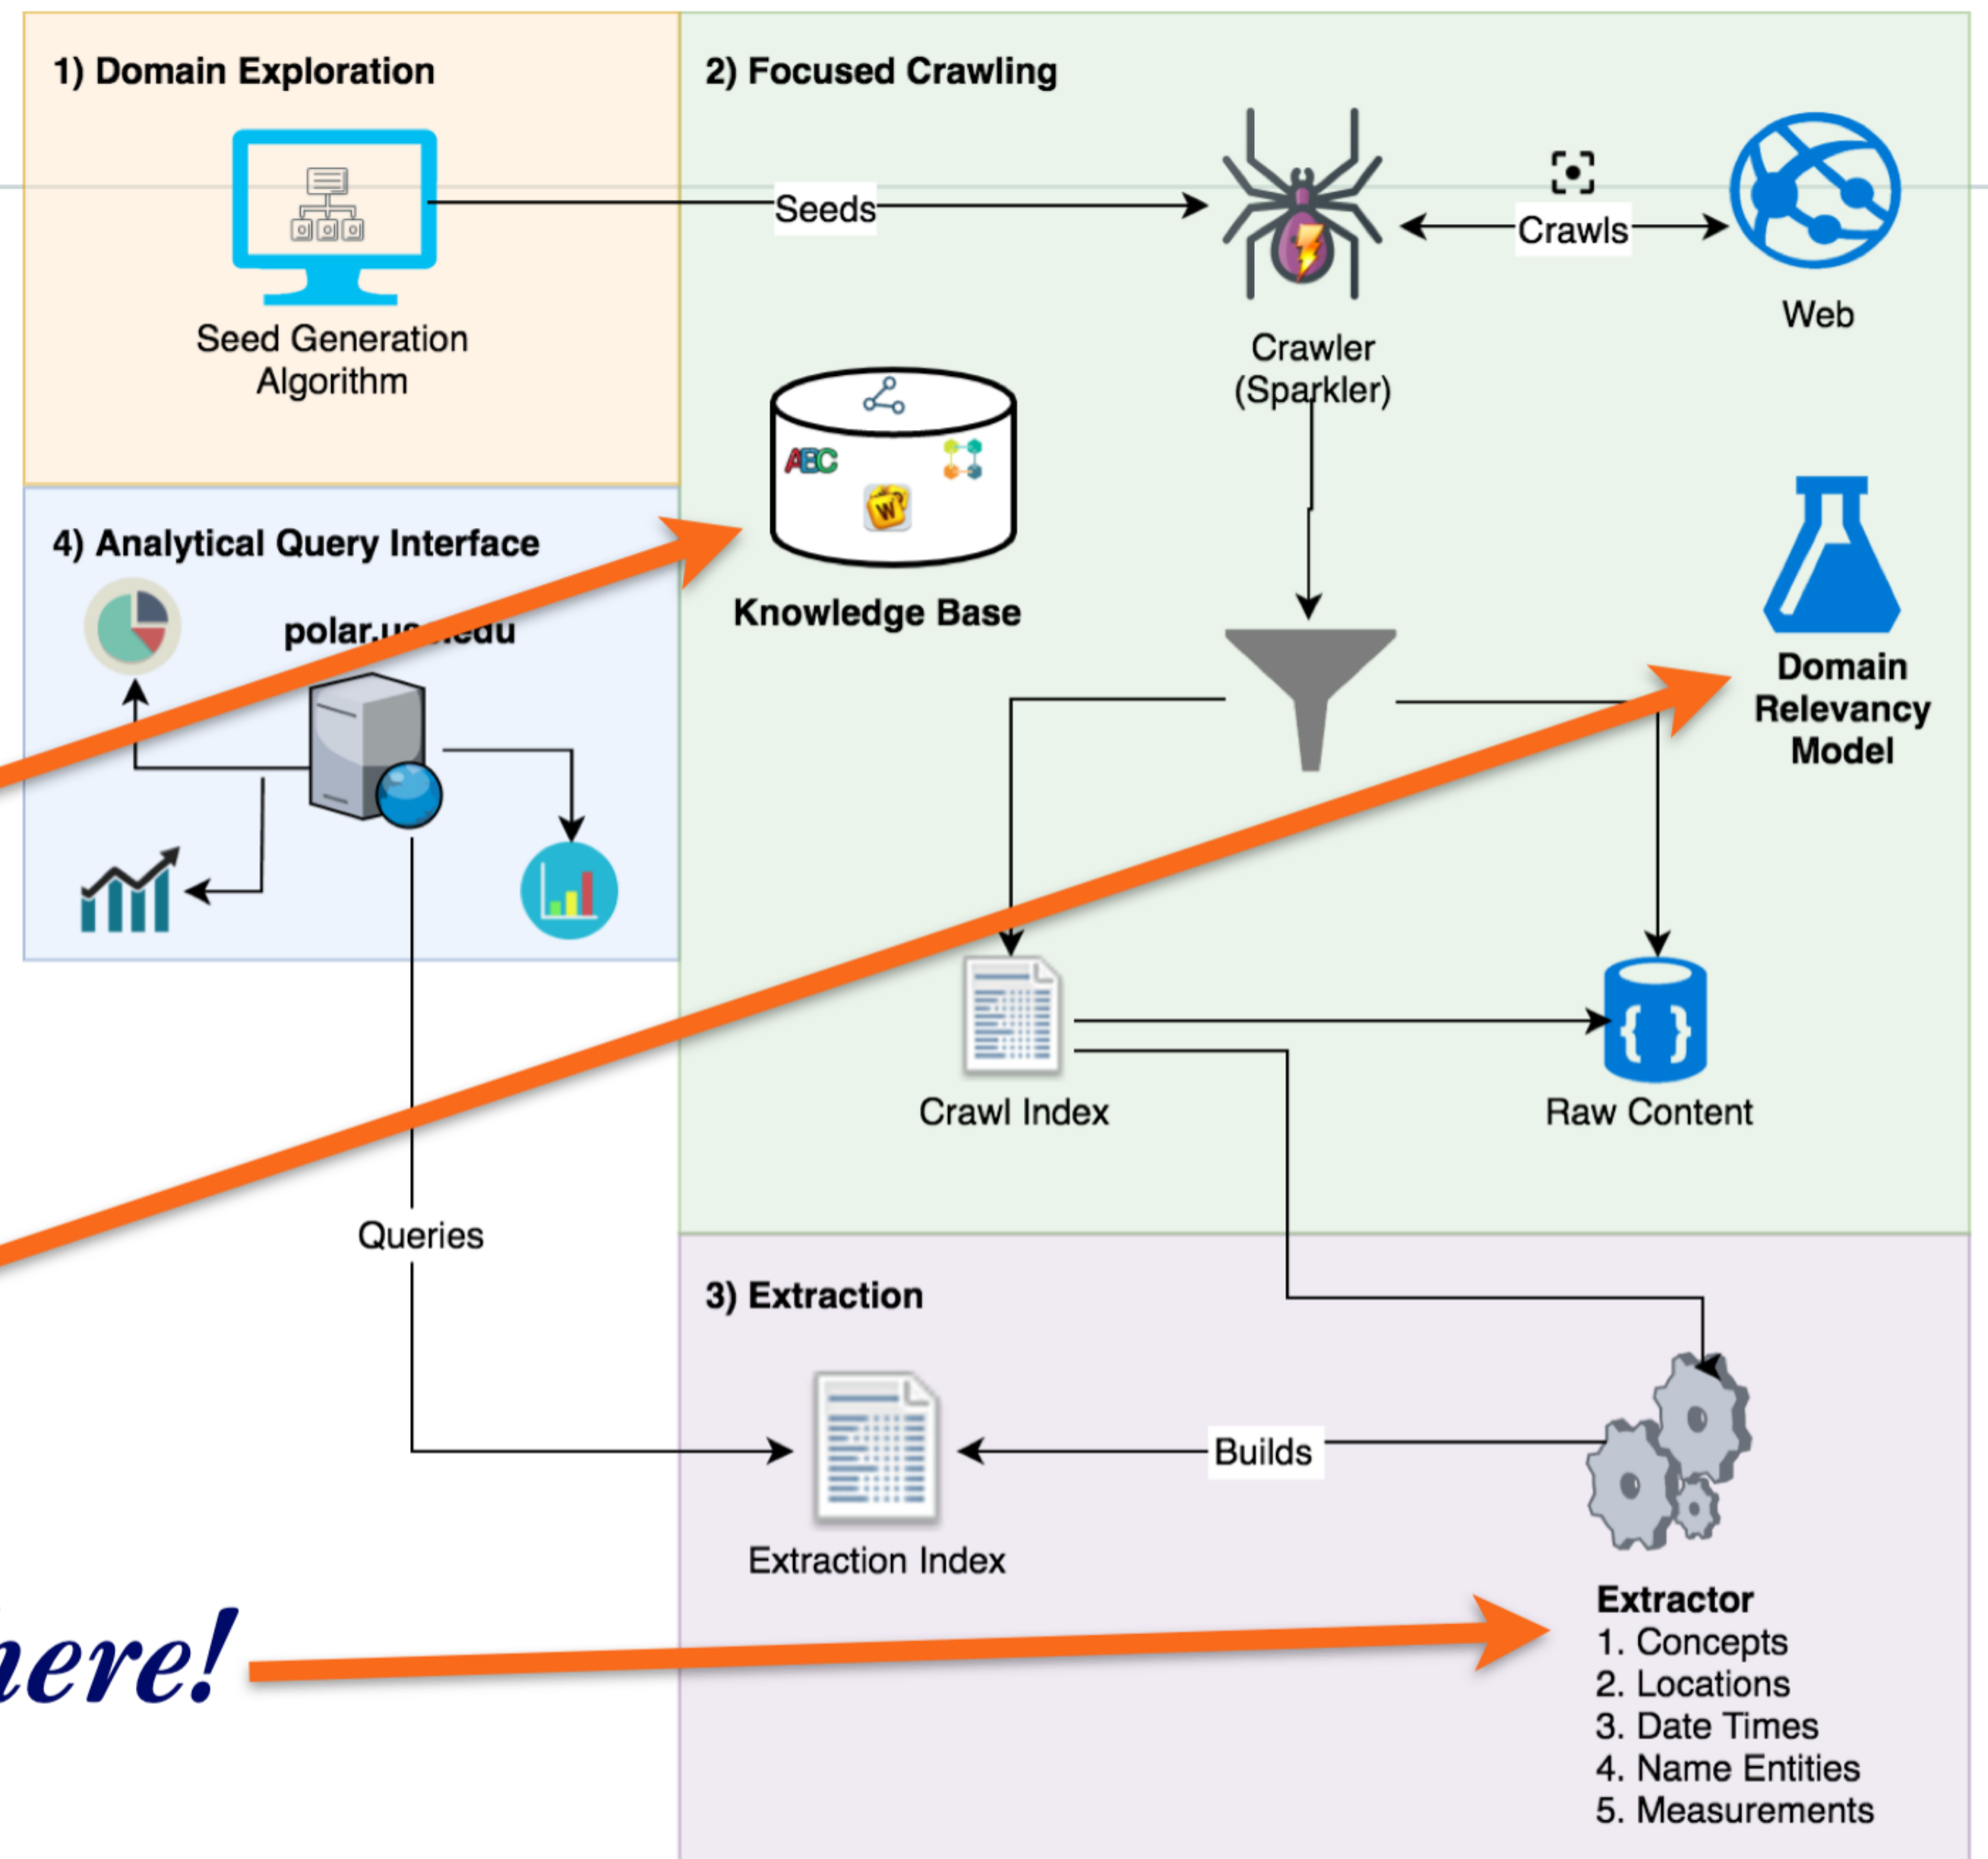 1) Domain Exploration
Seed Generation
Algorithm
2) Focused Crawling
Seeds
Crawls
Web
Crawler
(Sparkler)
ABC
W
Knowledge Base
Domain
Relevancy
Model
{ }
Crawl Index
Raw Content
4) Analytical Query Interface
Queries
3) Extraction
Builds
Extraction Index
here!
Extractor
1. Concepts
2. Locations
3. Date Times
4. Name Entities
5. Measurements